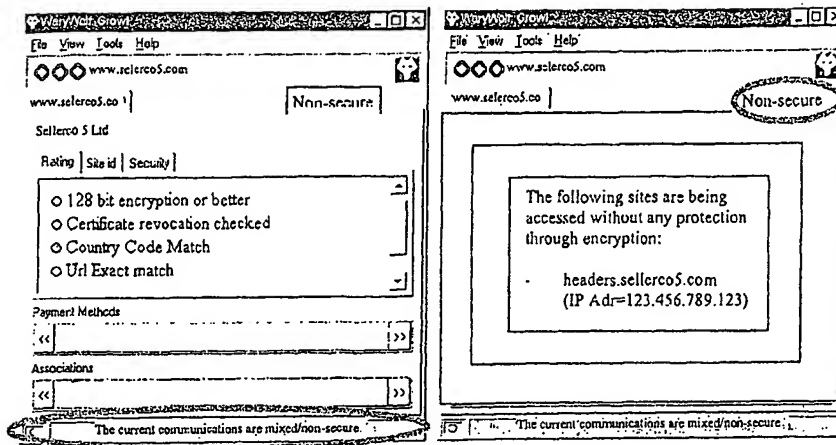 WaryWolf Growl
File View Tools Help
www.selerco5.com
www.selerco5.co
Non-secure
Sellerco 5 Ltd
Rating Site id Security
128 bit encryption or better
Certificate revocation checked
Country Code Match
Url Exact match
Payment Methods
<< >>
Associations
<< >>
The current communications are mixed/non-secure.
WaryWolf Growl
File View Tools Help
www.selerco5.com
www.selerco5.co
Non-secure
The following sites are being
accessed without any protection
through encryption:
- headers.sellerco5.com
(IP Adr=123.456.789.123)
The current communications are mixed/non-secure.